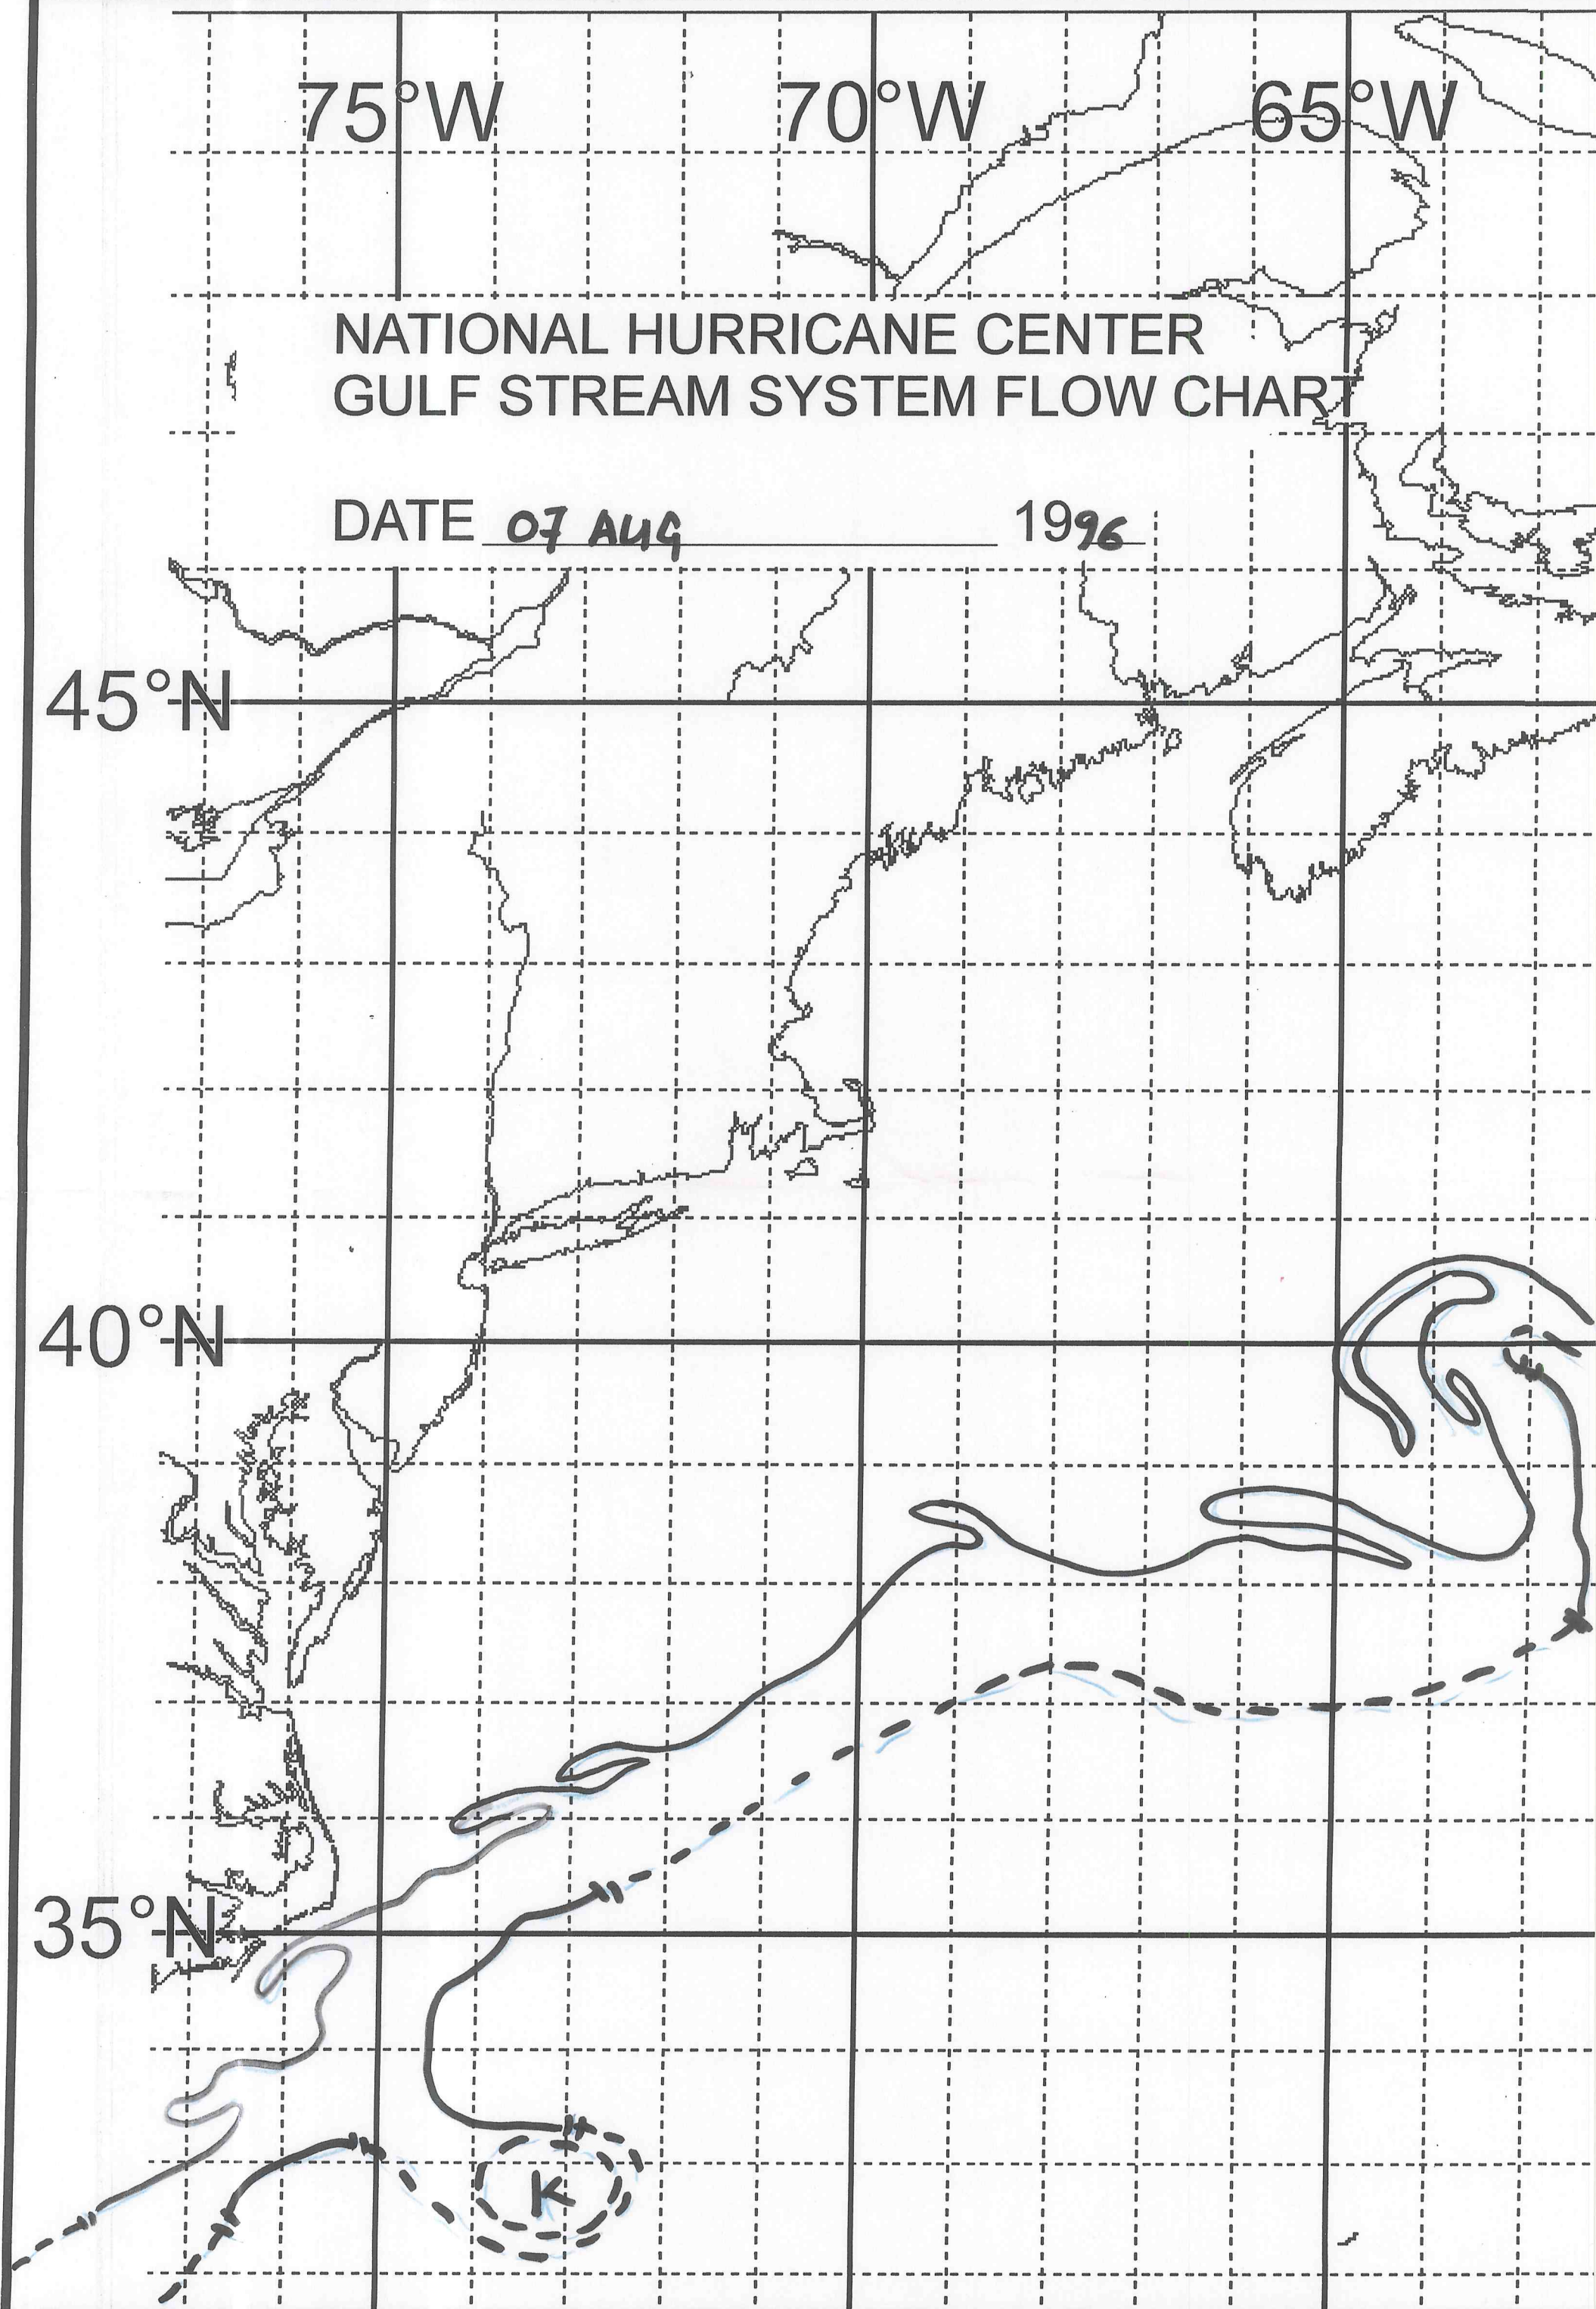 75°W 70°W 65°W
NATIONAL HURRICANE CENTER
GULF STREAM SYSTEM FLOW CHART
DATE 07 AUG 1996
45°N
40°N
35°N
K